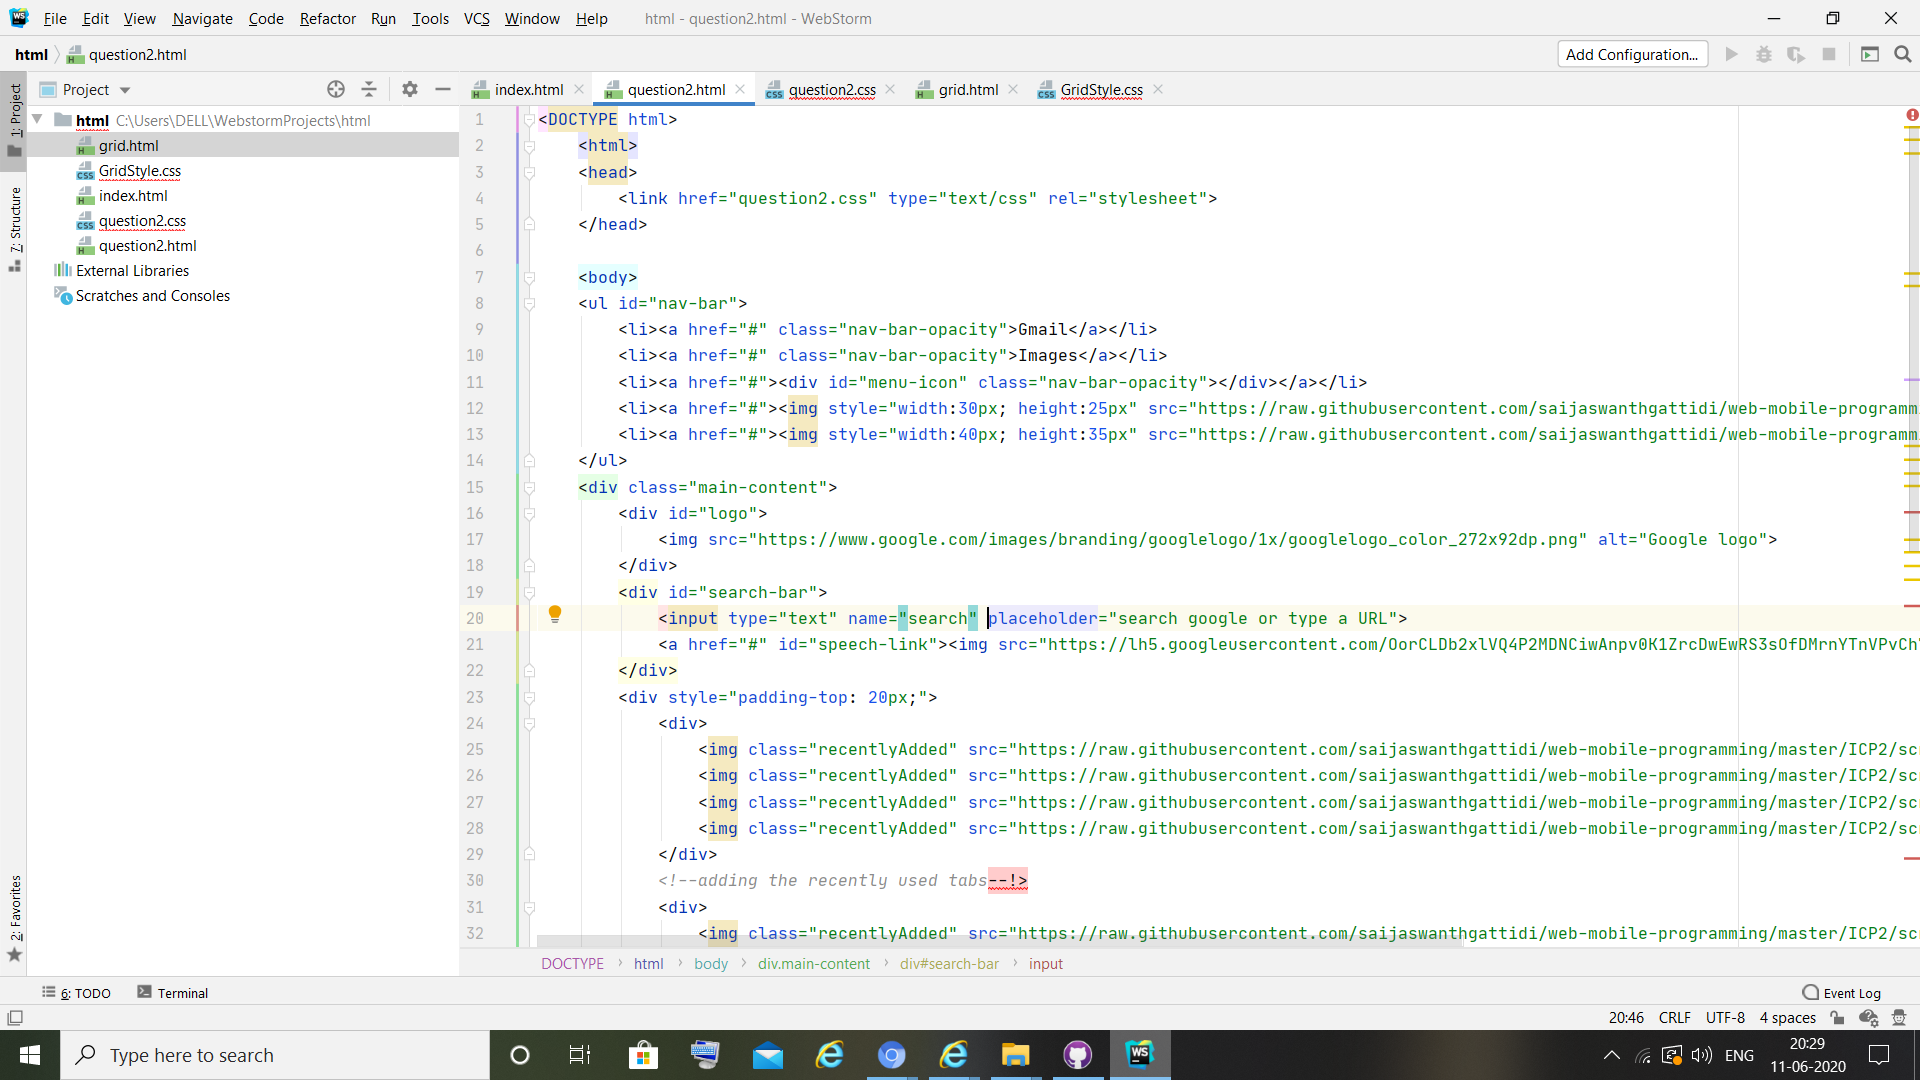 WS File Edit View Navigate Code Refactor Run Tools VCS Window Help html - question2.html - WebStorm
html question2.html Add Configuration...
Project
index.html question2.html question2.css grid.html GridStyle.css
html C:\Users\DELL\WebstormProjects\html
grid.html
GridStyle.css
index.html
question2.css
question2.html
External Libraries
Scratches and Consoles
1: Project
7: Structure
2: Favorites
1 <DOCTYPE html>
2 <html>
3 <head>
4 <link href="question2.css" type="text/css" rel="stylesheet">
5 </head>
6
7 <body>
8 <ul id="nav-bar">
9 <li><a href="#" class="nav-bar-opacity">Gmail</a></li>
10 <li><a href="#" class="nav-bar-opacity">Images</a></li>
11 <li><a href="#"><div id="menu-icon" class="nav-bar-opacity"></div></a></li>
12 <li><a href="#"><img style="width:30px; height:25px" src="https://raw.githubusercontent.com/saijaswanthgattidi/web-mobile-programm
13 <li><a href="#"><img style="width:40px; height:35px" src="https://raw.githubusercontent.com/saijaswanthgattidi/web-mobile-programm
14 </ul>
15 <div class="main-content">
16 <div id="logo">
17 <img src="https://www.google.com/images/branding/googlelogo/1x/googlelogo_color_272x92dp.png" alt="Google logo">
18 </div>
19 <div id="search-bar">
20 <input type="text" name="search" placeholder="search google or type a URL">
21 <a href="#" id="speech-link"><img src="https://lh5.googleusercontent.com/OorCLDb2xlVQ4P2MDNCiwAnpv0K1ZrcDwEwRS3sOfDMrnYTnVPvCh
22 </div>
23 <div style="padding-top: 20px;">
24 <div>
25 <img class="recentlyAdded" src="https://raw.githubusercontent.com/saijaswanthgattidi/web-mobile-programming/master/ICP2/scr
26 <img class="recentlyAdded" src="https://raw.githubusercontent.com/saijaswanthgattidi/web-mobile-programming/master/ICP2/scr
27 <img class="recentlyAdded" src="https://raw.githubusercontent.com/saijaswanthgattidi/web-mobile-programming/master/ICP2/scr
28 <img class="recentlyAdded" src="https://raw.githubusercontent.com/saijaswanthgattidi/web-mobile-programming/master/ICP2/scr
29 </div>
30 <!--adding the recently used tabs--!>
31 <div>
32 <img class="recentlyAdded" src="https://raw.githubusercontent.com/saijaswanthgattidi/web-mobile-programming/master/ICP2/scr
DOCTYPE html body div.main-content div#search-bar input
6: TODO Terminal Event Log
20:46 CRLF UTF-8 4 spaces
Type here to search WS ENG 20:29
11-06-2020